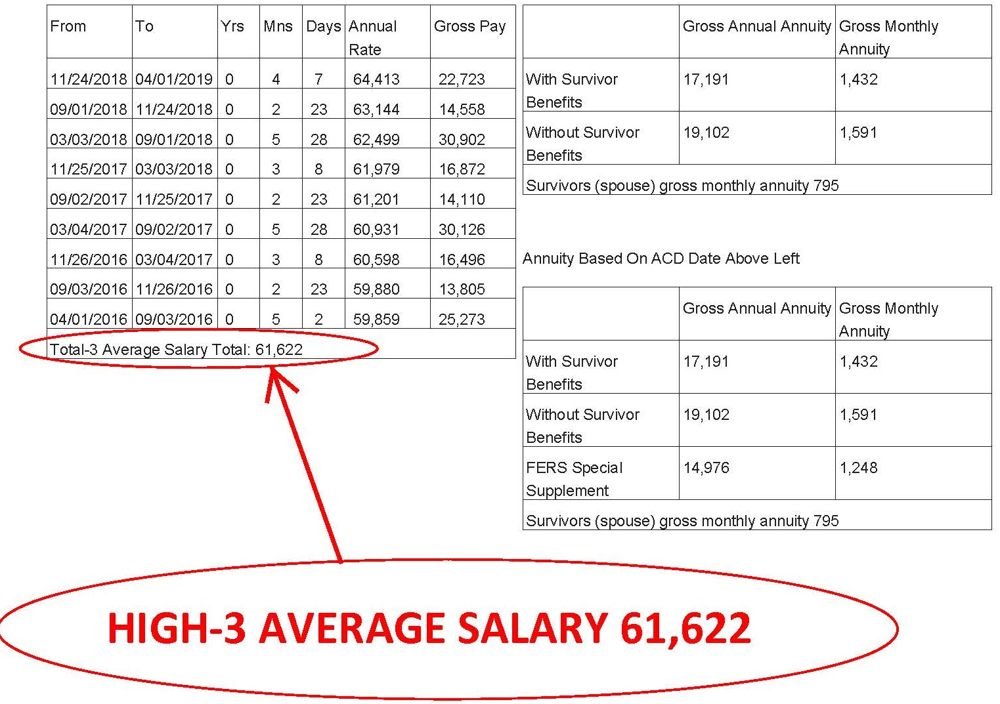 From To Yrs Mns Days Annual Rate Gross Pay
11/24/2018 04/01/2019 0 4 7 64,413 22,723
09/01/2018 11/24/2018 0 2 23 63,144 14,558
03/03/2018 09/01/2018 0 5 28 62,499 30,902
11/25/2017 03/03/2018 0 3 8 61,979 16,872
09/02/2017 11/25/2017 0 2 23 61,201 14,110
03/04/2017 09/02/2017 0 5 28 60,931 30,126
11/26/2016 03/04/2017 0 3 8 60,598 16,496
09/03/2016 11/26/2016 0 2 23 59,880 13,805
04/01/2016 09/03/2016 0 5 2 59,859 25,273
Total-3 Average Salary Total: 61,622
Gross Annual Annuity Gross Monthly Annuity
With Survivor Benefits 17,191 1,432
Without Survivor Benefits 19,102 1,591
Survivors (spouse) gross monthly annuity 795
Annuity Based On ACD Date Above Left
Gross Annual Annuity Gross Monthly Annuity
With Survivor Benefits 17,191 1,432
Without Survivor Benefits 19,102 1,591
FERS Special Supplement 14,976 1,248
Survivors (spouse) gross monthly annuity 795
HIGH-3 AVERAGE SALARY 61,622